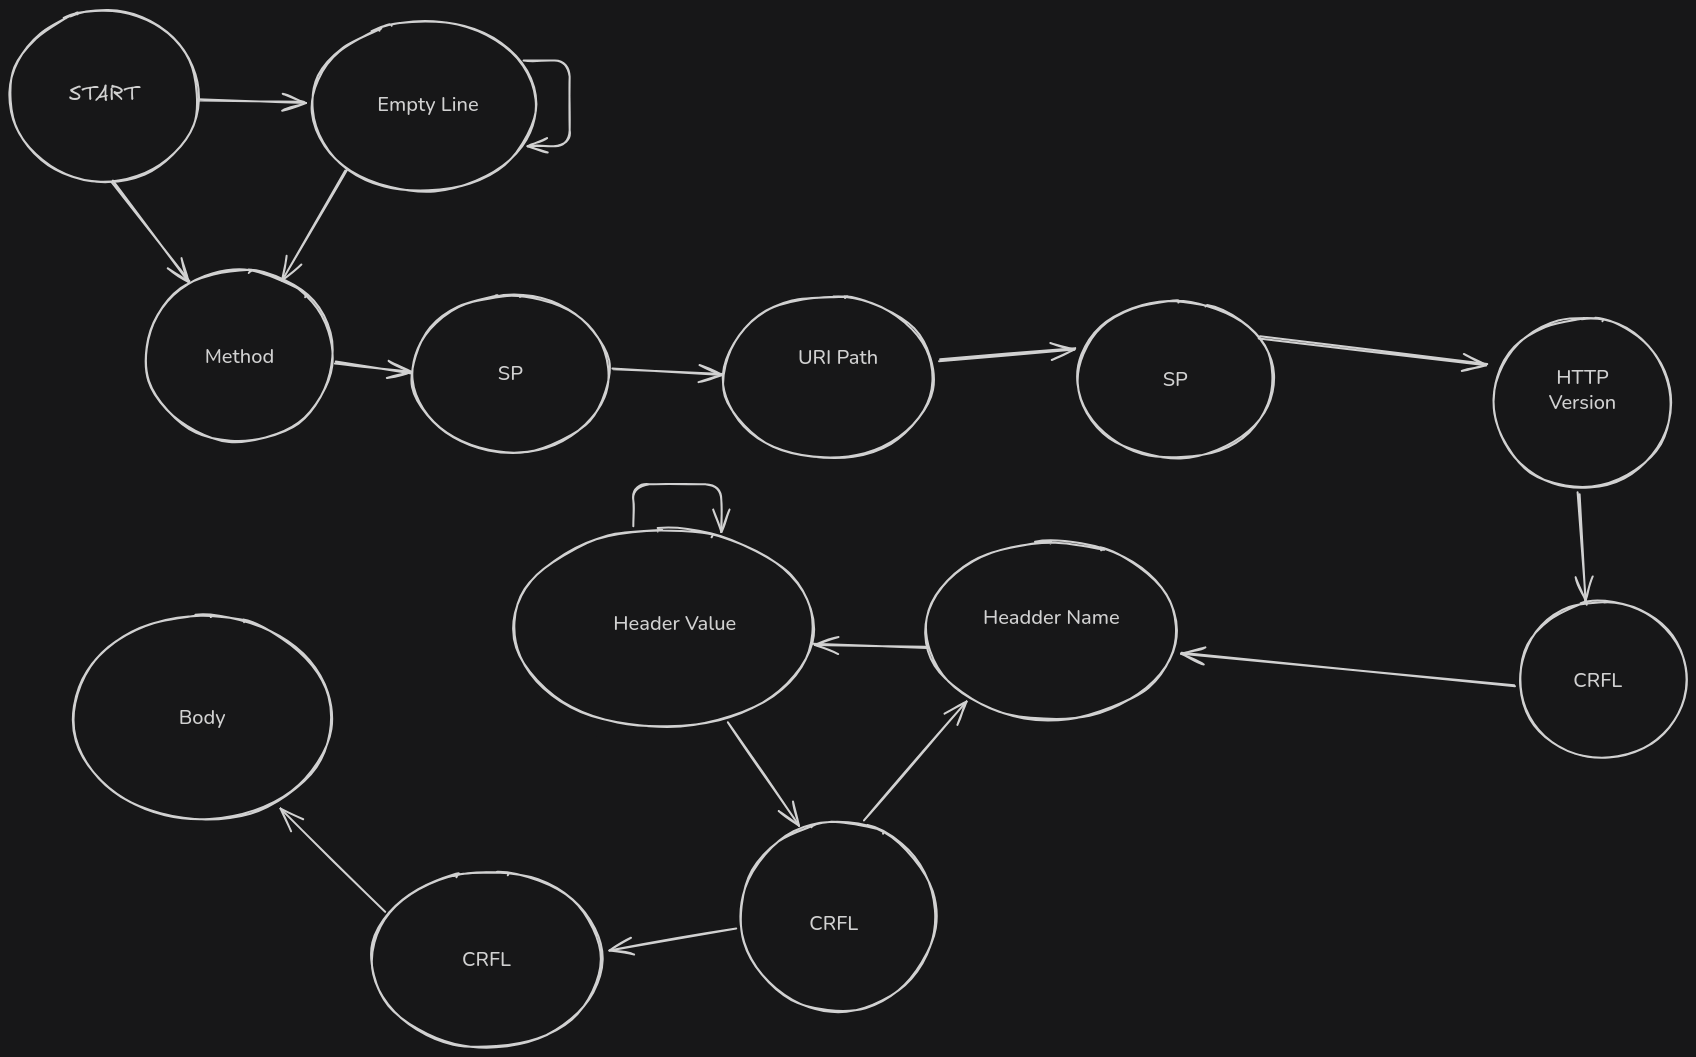 START
Empty Line
Method
SP
URI Path
SP
HTTP
Version
Header Value
Headder Name
CRFL
Body
CRFL
CRFL